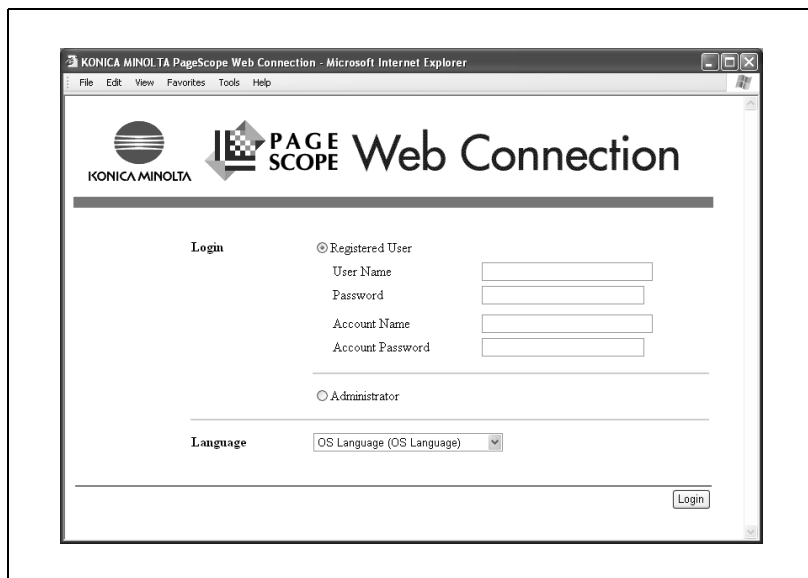 KONICA MINOLTA PageScope Web Connection - Microsoft Internet Explorer
File Edit View Favorites Tools Help
KONICA MINOLTA
PAGE SCOPE Web Connection
Login
Registered User
User Name
Password
Account Name
Account Password
Administrator
Language OS Language (OS Language)
Login